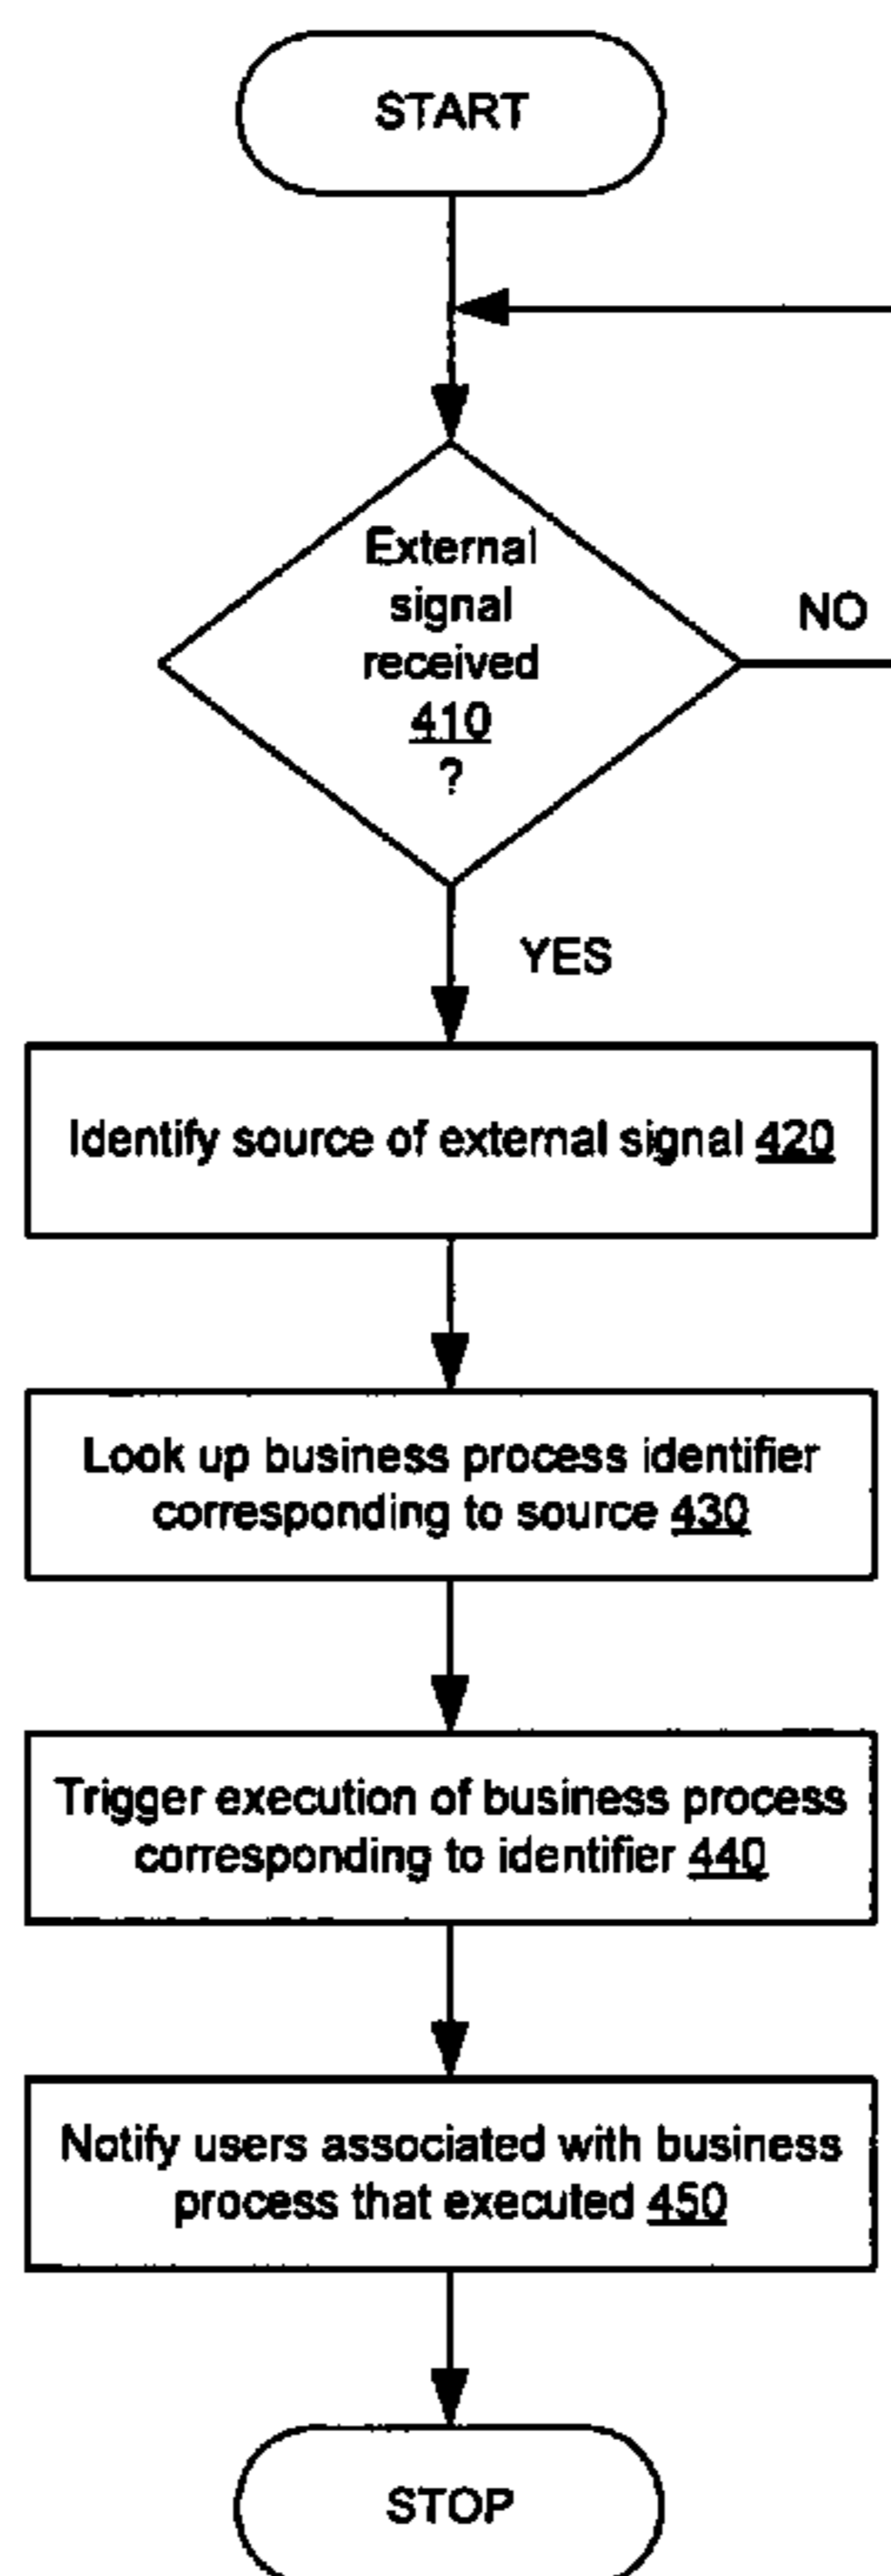 START
External
signal
received
410
?
NO
YES
Identify source of external signal 420
Look up business process identifier
corresponding to source 430
Trigger execution of business process
corresponding to identifier 440
Notify users associated with business
process that executed 450
STOP